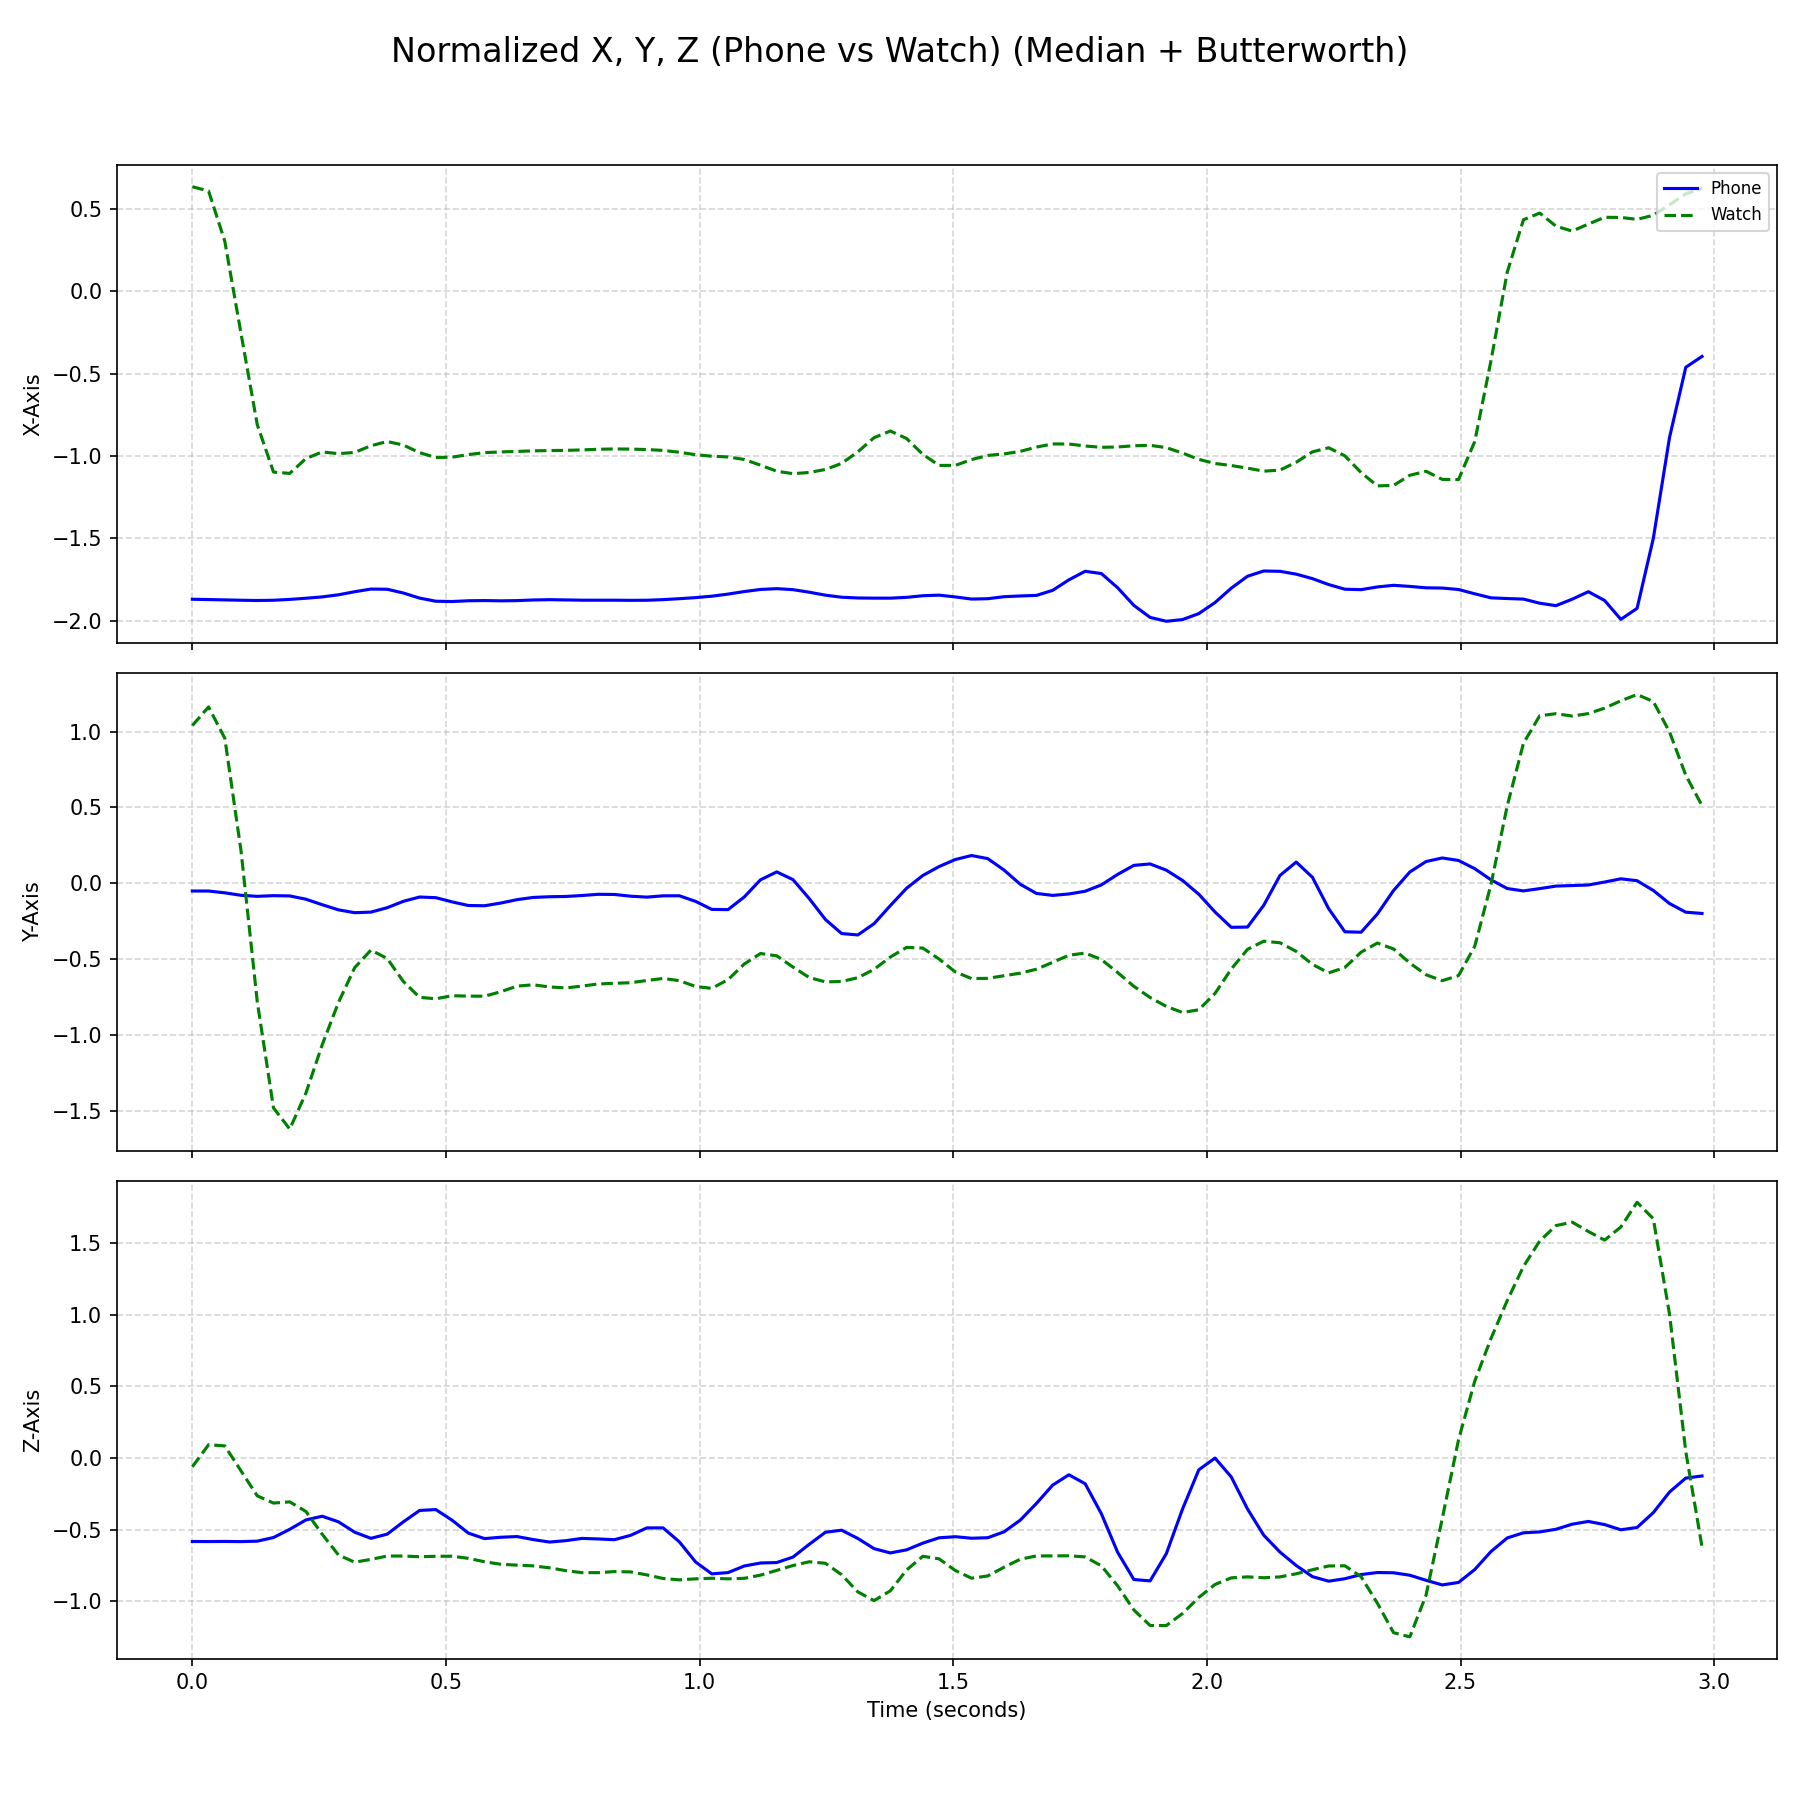 Normalized X, Y, Z (Phone vs Watch) (Median + Butterworth)
Phone
Watch
X-Axis
0.5
0.0
−0.5
−1.0
−1.5
−2.0
Y-Axis
1.0
0.5
0.0
−0.5
−1.0
−1.5
Z-Axis
1.5
1.0
0.5
0.0
−0.5
−1.0
0.0 0.5 1.0 1.5 2.0 2.5 3.0
Time (seconds)